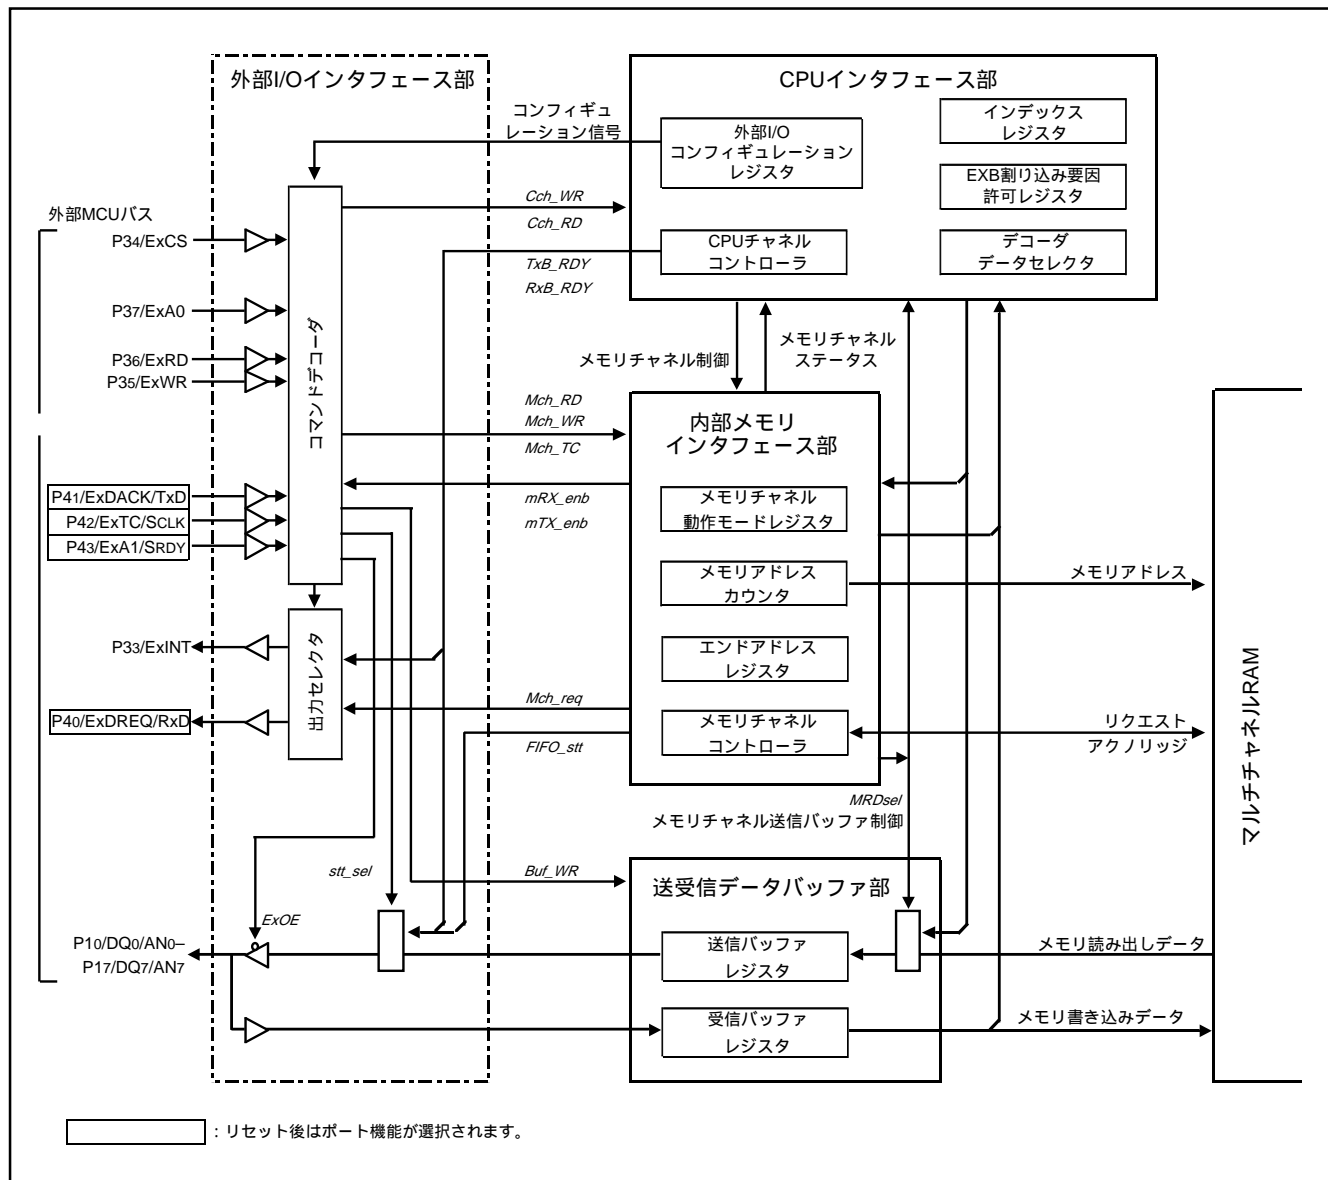 外部I/Oインタフェース部
CPUインタフェース部
コンフィギュ
レーション信号
外部I/O
コンフィギュレーション
レジスタ
インデックス
レジスタ
EXB割り込み要因
許可レジスタ
CPUチャネル
コントローラ
デコーダ
データセレクタ
外部MCUバス
P34/ExCS
P37/ExA0
P36/ExRD
P35/ExWR
P41/ExDACK/TxD
P42/ExTC/SCLK
P43/ExA1/SRDY
P33/ExINT
P40/ExDREQ/RxD
P10/DQ0/AN0–
P17/DQ7/AN7
コマンドデコーダ
出力セレクタ
Cch_WR
Cch_RD
TxB_RDY
RxB_RDY
メモリチャネル制御
メモリチャネル
ステータス
Mch_RD
Mch_WR
Mch_TC
mRX_enb
mTX_enb
内部メモリ
インタフェース部
メモリチャネル
動作モードレジスタ
メモリアドレス
カウンタ
エンドアドレス
レジスタ
メモリチャネル
コントローラ
Mch_req
FIFO_stt
メモリアドレス
リクエスト
アクノリッジ
マルチチャネルRAM
MRDsel
メモリチャネル送信バッファ制御
stt_sel
Buf_WR
ExOE
送受信データバッファ部
送信バッファ
レジスタ
受信バッファ
レジスタ
メモリ読み出しデータ
メモリ書き込みデータ
：リセット後はポート機能が選択されます。